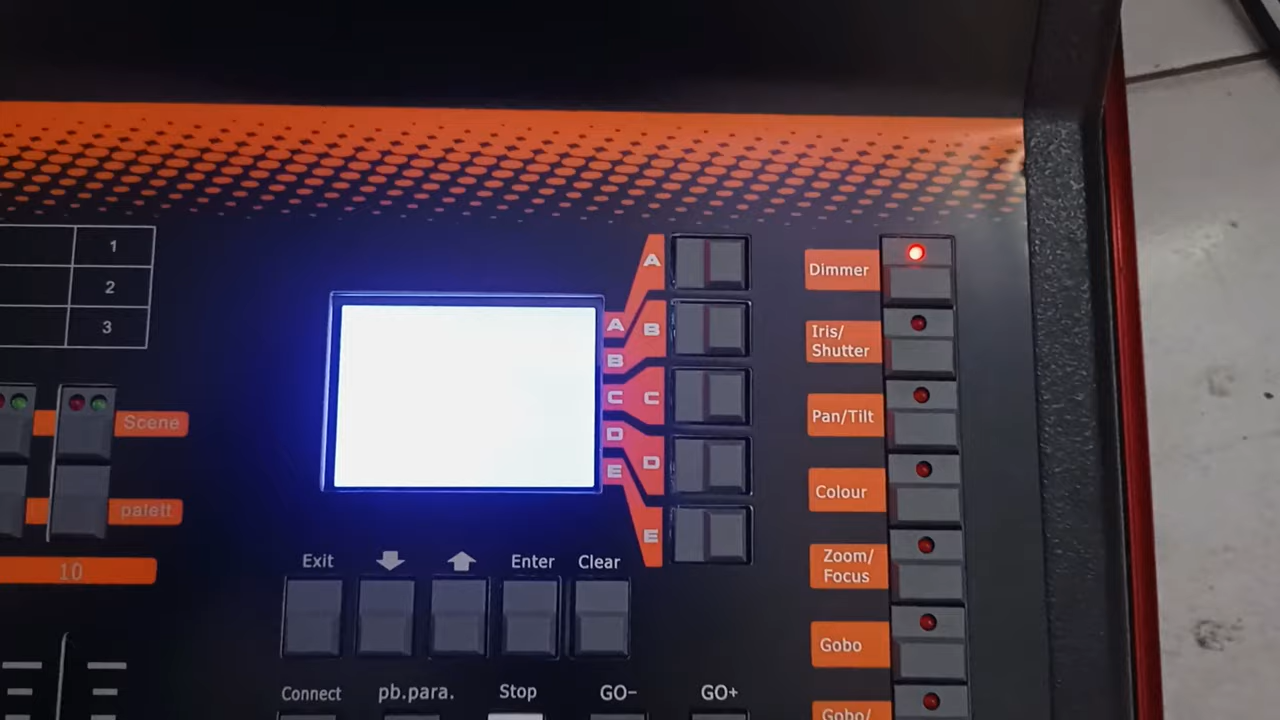 1
2
3
Scene
palett
10
A
B
C
D
E
A
B
C
D
E
Exit
Enter
Clear
Connect
pb.para.
Stop
GO-
GO+
Dimmer
Iris/
Shutter
Pan/Tilt
Colour
Zoom/
Focus
Gobo
Gobo/